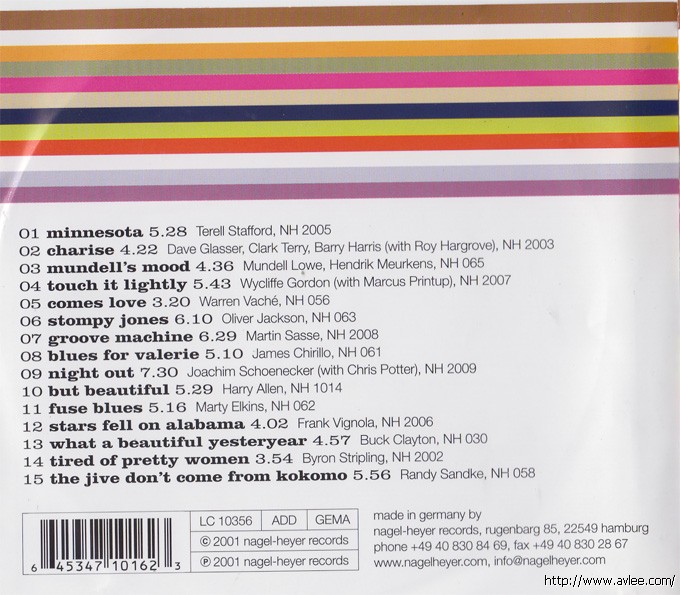 01 minnesota 5.28 Terell Stafford, NH 2005
02 charise 4.22 Dave Glasser, Clark Terry, Barry Harris (with Roy Hargrove), NH 2003
03 mundell's mood 4.36 Mundell Lowe, Hendrik Meurkens, NH 065
04 touch it lightly 5.43 Wycliffe Gordon (with Marcus Printup), NH 2007
05 comes love 3.20 Warren Vaché, NH 056
06 stompy jones 6.10 Oliver Jackson, NH 063
07 groove machine 6.29 Martin Sasse, NH 2008
08 blues for valerie 5.10 James Chirillo, NH 061
09 night out 7.30 Joachim Schoenecker (with Chris Potter), NH 2009
10 but beautiful 5.29 Harry Allen, NH 1014
11 fuse blues 5.16 Marty Elkins, NH 062
12 stars fell on alabama 4.02 Frank Vignola, NH 2006
13 what a beautiful yesteryear 4.57 Buck Clayton, NH 030
14 tired of pretty women 3.54 Byron Stripling, NH 2002
15 the jive don't come from kokomo 5.56 Randy Sandke, NH 058
LC 10356 ADD GEMA
© 2001 nagel-heyer records
℗ 2001 nagel-heyer records
6 45347 10162 3
made in germany by
nagel-heyer records, rugenbarg 85, 22549 hamburg
phone +49 40 830 84 69, fax +49 40 830 28 67
www.nagelheyer.com, info@nagelheyer.com
http://www.avlee.com